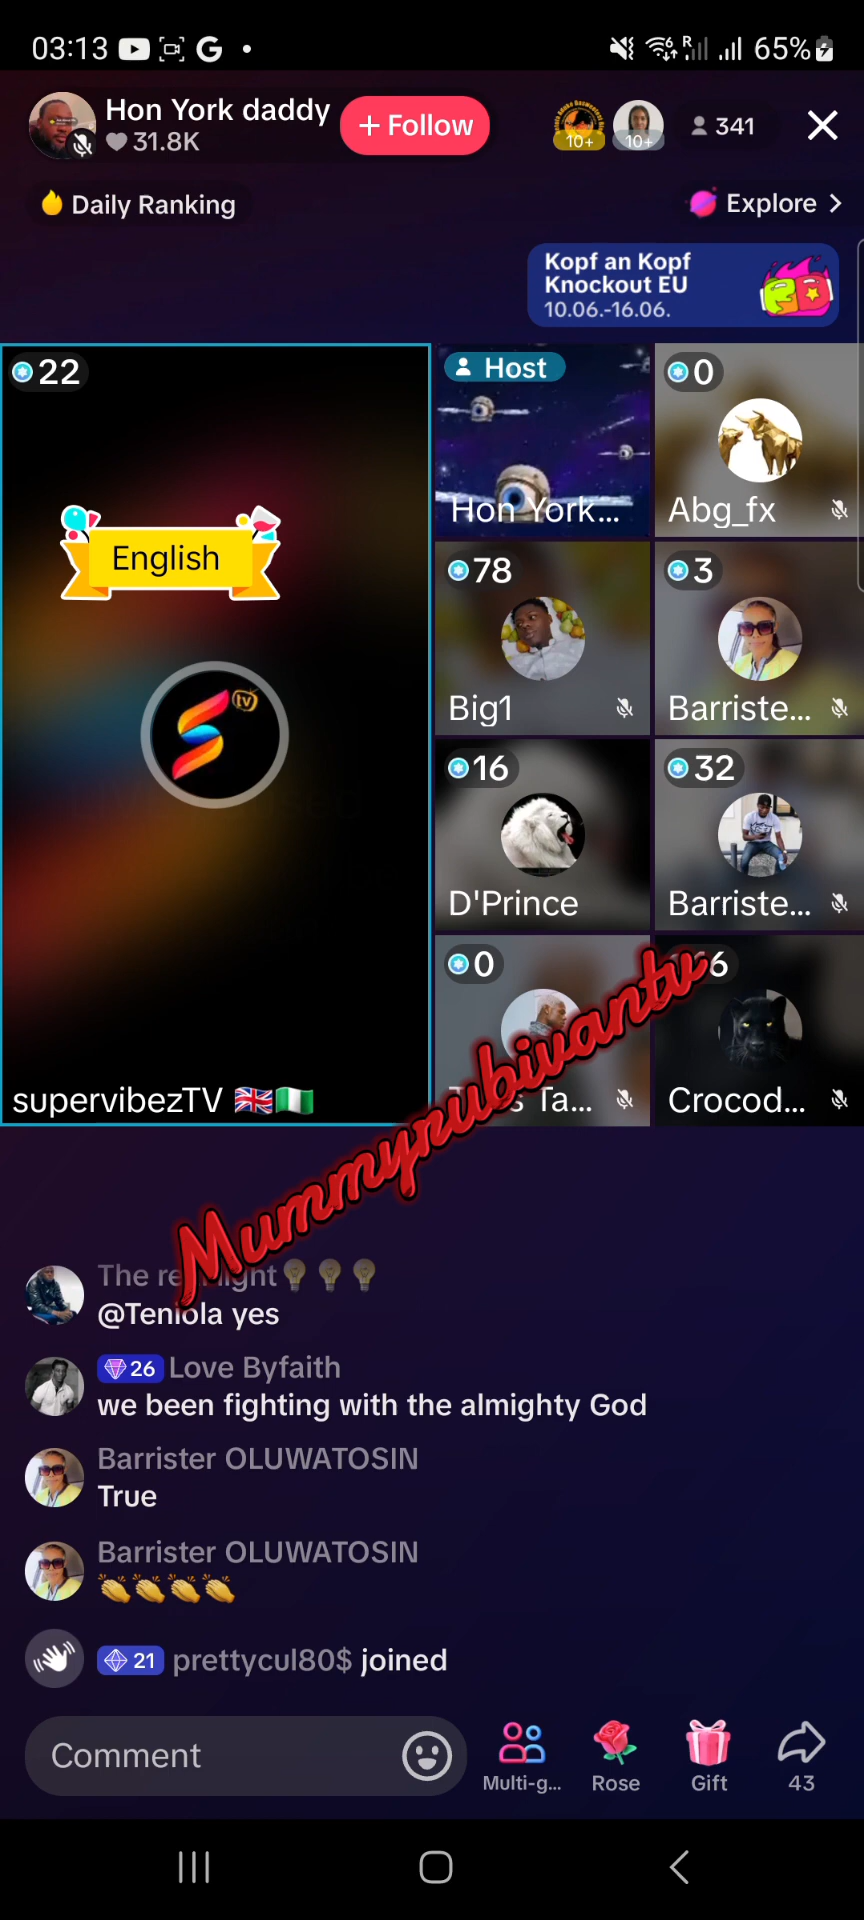 03:13
65%
Hon York daddy
31.8K
+ Follow
10+
10+
341
Daily Ranking
Explore >
Kopf an Kopf
Knockout EU
10.06.-16.06.
22
Host
Hon York...
0
Abg_fx
English
tv
78
Big1
3
Barriste...
16
D'Prince
32
Barriste...
0
Ta...
Crocod...
supervibezTV 🇬🇧🇳🇬
Mummyrubivantv
@Teniola yes
26 Love Byfaith
we been fighting with the almighty God
Barrister OLUWATOSIN
True
Barrister OLUWATOSIN
👏👏👏👏
21 prettycul80$ joined
Comment
Multi-g...
Rose
Gift
43